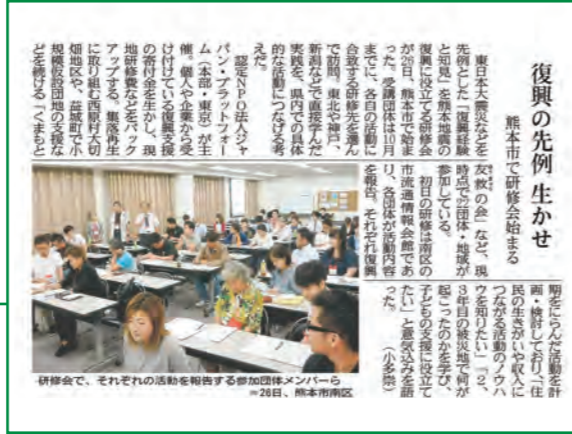 復興の先例 生かせ
熊本市で研修会始まる
東日本大震災などを
先例とした「復興経験
と知見」を熊本地震の
復興に役立てる研修会
が26日、熊本市で始ま
った。受講団体は10月
までに、各自の活動に
合致する研修先を選ん
で訪問。東北や神戸、
新潟などで直接学んだ
実践を、県内での具体
的な活動につなげる考
えだ。
認定NPO法人ジャ
パン・プラットフォー
ム（本部・東京）が主
催。個人や企業から受
け付けている復興支援
の寄付金を生かし、現
地研修費などをバック
アップする。集落再生
に取り組む西原村大切
畑地区や、益城町で小
規模仮設団地の支援な
どを続ける「くまもと
友救の会」など、現
時点で22団体・地域が
参加している。
初日の研修は南区の
市流通情報会館であ
り、各団体が活動内容
を報告。それぞれ復興
期をにらんだ活動を計
画・検討しており、「住
民の生きがいや収入に
つながる活動のノウハ
ウを知りたい」「2、
3年目の被災地で何が
起こったのかを学び、
子どもの支援に役立て
たい」と意気込みを語
った。（小多崇）
研修会で、それぞれの活動を報告する参加団体メンバーら
＝26日、熊本市南区